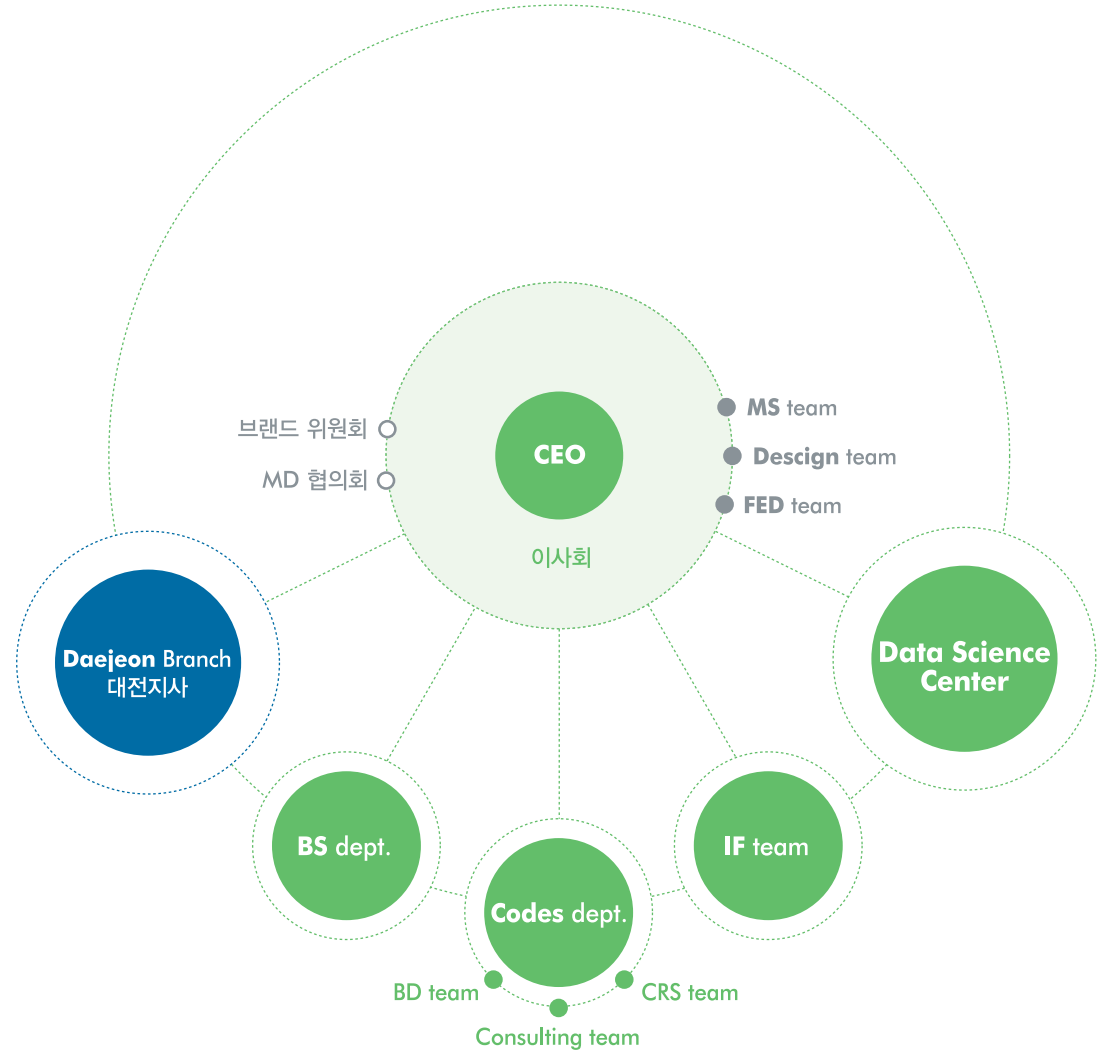 브랜드 위원회
MD 협의회
CEO
이사회
MS team
Descign team
FED team
Daejeon Branch
대전지사
Data Science
Center
BS dept.
IF team
Codes dept.
BD team
CRS team
Consulting team